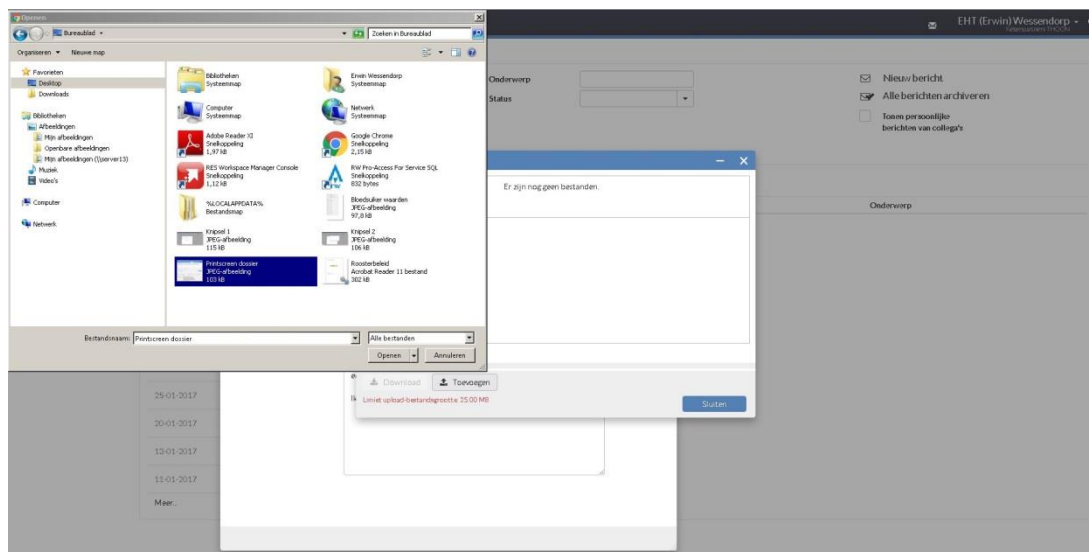 Openen
Bureaublad
Zoeken in Bureaublad
Organiseren
Nieuwe map
Favorieten
Desktop
Downloads
Bibliotheken
Afbeeldingen
Mijn afbeeldingen
Openbare afbeeldingen
Mijn afbeeldingen (\\server13)
Muziek
Video's
Computer
Netwerk
Bibliotheken
Systeemmap
Erwin Wessendorp
Systeemmap
Computer
Systeemmap
Netwerk
Systeemmap
Adobe Reader XI
Snelkoppeling
1,97 kB
Google Chrome
Snelkoppeling
2,15 kB
RES Workspace Manager Console
Snelkoppeling
1,12 kB
RW Pro-Access For Service SQL
Snelkoppeling
832 bytes
%LOCALAPPDATA%
Bestandsmap
Bloedsuiker waarden
JPEG-afbeelding
97,8 kB
Knipsel 1
JPEG-afbeelding
115 kB
Knipsel 2
JPEG-afbeelding
106 kB
Printscreen dossier
JPEG-afbeelding
103 kB
Roosterbeleid
Acrobat Reader 11 bestand
302 kB
Bestandsnaam: Printscreen dossier
Alle bestanden
Openen
Annuleren
EHT (Erwin) Wessendorp
Onderwerp
Status
Nieuw bericht
Alle berichten archiveren
Tonen persoonlijke
berichten van collega's
Er zijn nog geen bestanden.
Onderwerp
Download
Toevoegen
Limiet upload-bestandsgrootte: 25.00 MB
Sluiten
25-01-2017
20-01-2017
13-01-2017
11-01-2017
Meer...